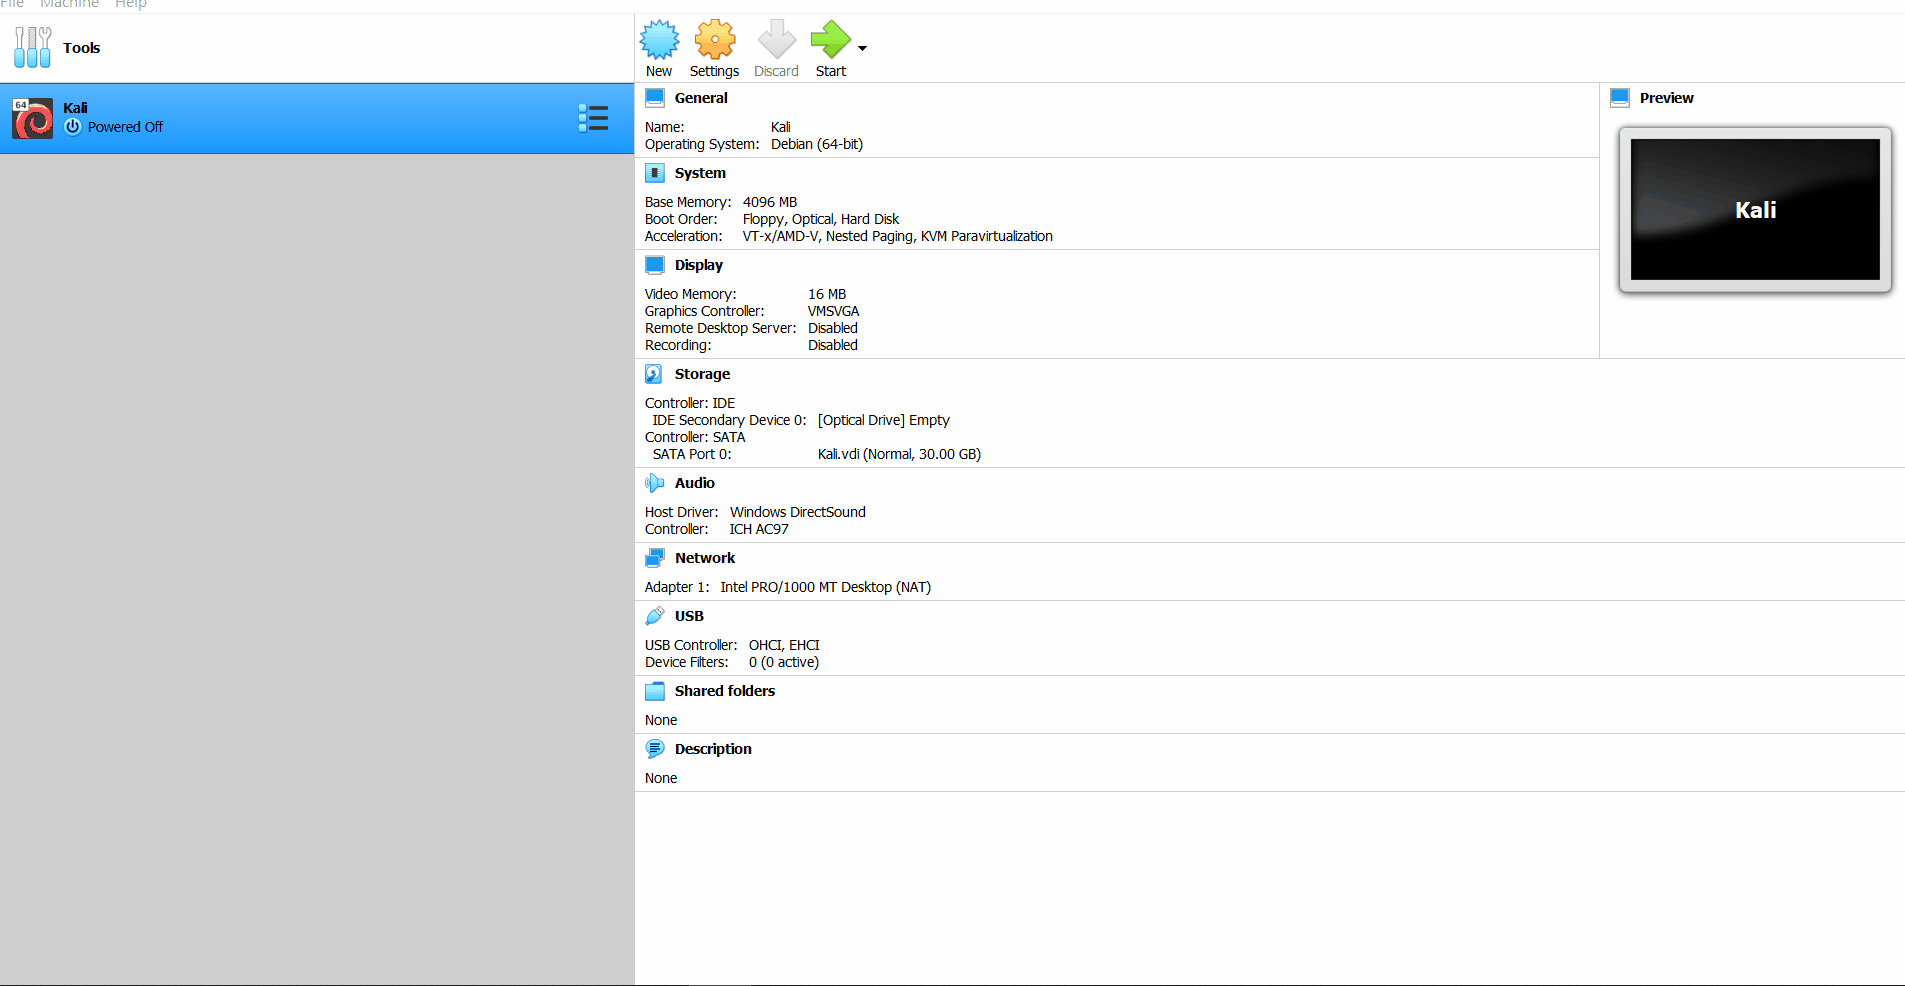 File Machine Help
Tools
New Settings Discard Start
64
Kali
Powered Off
General
Name: Kali
Operating System: Debian (64-bit)
System
Base Memory: 4096 MB
Boot Order: Floppy, Optical, Hard Disk
Acceleration: VT-x/AMD-V, Nested Paging, KVM Paravirtualization
Display
Video Memory: 16 MB
Graphics Controller: VMSVGA
Remote Desktop Server: Disabled
Recording: Disabled
Storage
Controller: IDE
IDE Secondary Device 0: [Optical Drive] Empty
Controller: SATA
SATA Port 0: Kali.vdi (Normal, 30.00 GB)
Audio
Host Driver: Windows DirectSound
Controller: ICH AC97
Network
Adapter 1: Intel PRO/1000 MT Desktop (NAT)
USB
USB Controller: OHCI, EHCI
Device Filters: 0 (0 active)
Shared folders
None
Description
None
Preview
Kali